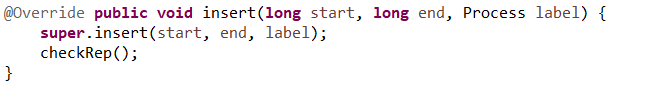 @Override public void insert(long start, long end, Process label) {
    super.insert(start, end, label);
    checkRep();
}